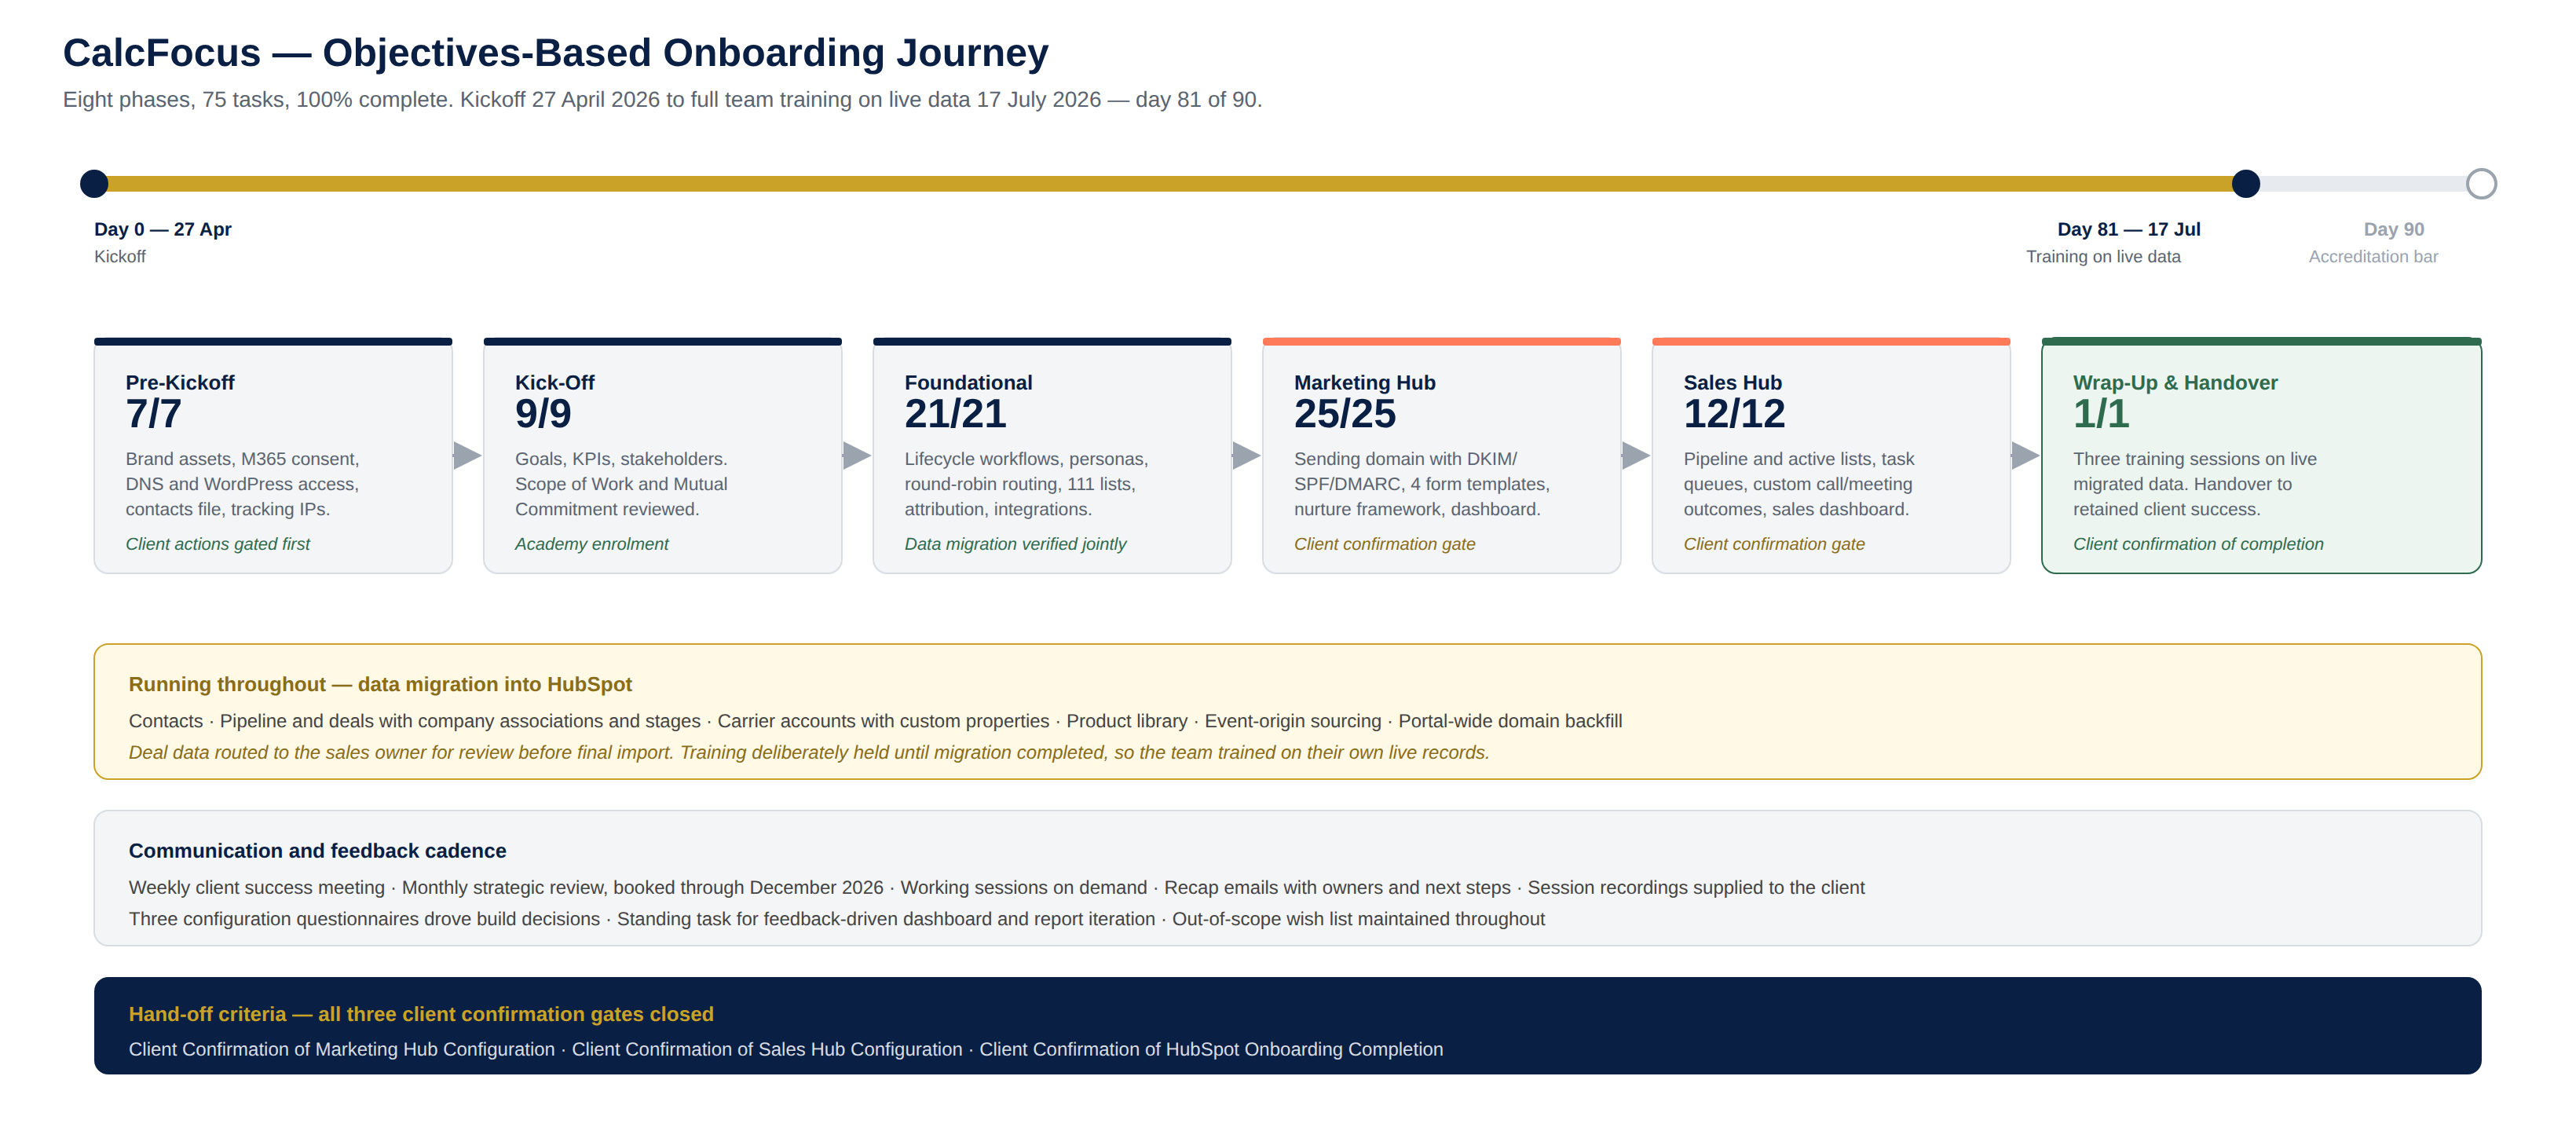 CalcFocus — Objectives-Based Onboarding Journey
Eight phases, 75 tasks, 100% complete. Kickoff 27 April 2026 to full team training on live data 17 July 2026 — day 81 of 90.
Day 0 — 27 Apr
Kickoff
Day 81 — 17 Jul
Training on live data
Day 90
Accreditation bar
Pre-Kickoff
7/7
Brand assets, M365 consent,
DNS and WordPress access,
contacts file, tracking IPs.
Client actions gated first
Kick-Off
9/9
Goals, KPIs, stakeholders.
Scope of Work and Mutual
Commitment reviewed.
Academy enrolment
Foundational
21/21
Lifecycle workflows, personas,
round-robin routing, 111 lists,
attribution, integrations.
Data migration verified jointly
Marketing Hub
25/25
Sending domain with DKIM/
SPF/DMARC, 4 form templates,
nurture framework, dashboard.
Client confirmation gate
Sales Hub
12/12
Pipeline and active lists, task
queues, custom call/meeting
outcomes, sales dashboard.
Client confirmation gate
Wrap-Up & Handover
1/1
Three training sessions on live
migrated data. Handover to
retained client success.
Client confirmation of completion
Running throughout — data migration into HubSpot
Contacts · Pipeline and deals with company associations and stages · Carrier accounts with custom properties · Product library · Event-origin sourcing · Portal-wide domain backfill
Deal data routed to the sales owner for review before final import. Training deliberately held until migration completed, so the team trained on their own live records.
Communication and feedback cadence
Weekly client success meeting · Monthly strategic review, booked through December 2026 · Working sessions on demand · Recap emails with owners and next steps · Session recordings supplied to the client
Three configuration questionnaires drove build decisions · Standing task for feedback-driven dashboard and report iteration · Out-of-scope wish list maintained throughout
Hand-off criteria — all three client confirmation gates closed
Client Confirmation of Marketing Hub Configuration · Client Confirmation of Sales Hub Configuration · Client Confirmation of HubSpot Onboarding Completion